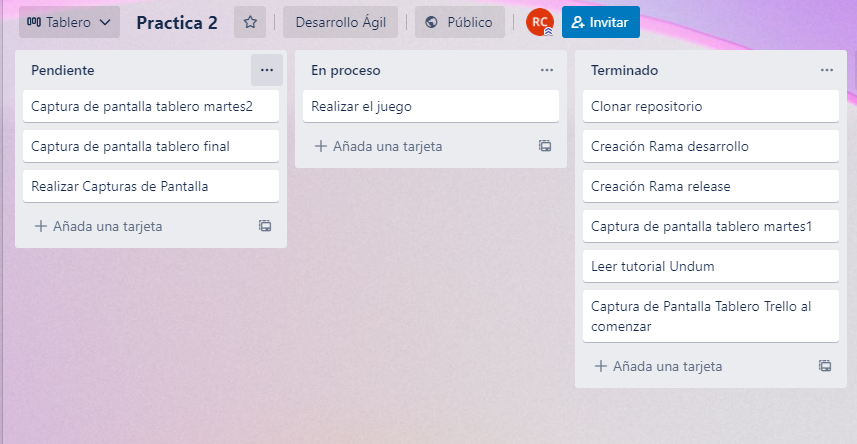 Tablero
Practica 2
Desarrollo Ágil
Público
RC
Invitar
Pendiente
Captura de pantalla tablero martes2
Captura de pantalla tablero final
Realizar Capturas de Pantalla
Añada una tarjeta
En proceso
Realizar el juego
Añada una tarjeta
Terminado
Clonar repositorio
Creación Rama desarrollo
Creación Rama release
Captura de pantalla tablero martes1
Leer tutorial Undum
Captura de Pantalla Tablero Trello al
comenzar
Añada una tarjeta